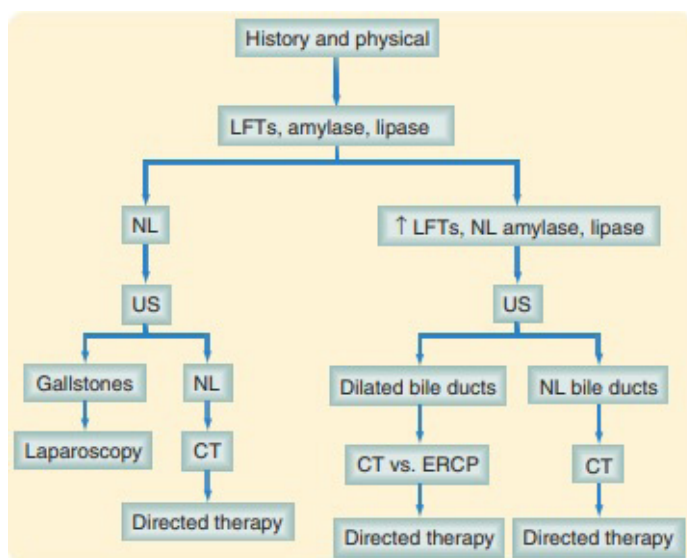 History and physical
LFTs, amylase, lipase
NL
↑ LFTs, NL amylase, lipase
US
US
Gallstones
NL
Dilated bile ducts
NL bile ducts
Laparoscopy
CT
CT vs. ERCP
CT
Directed therapy
Directed therapy
Directed therapy